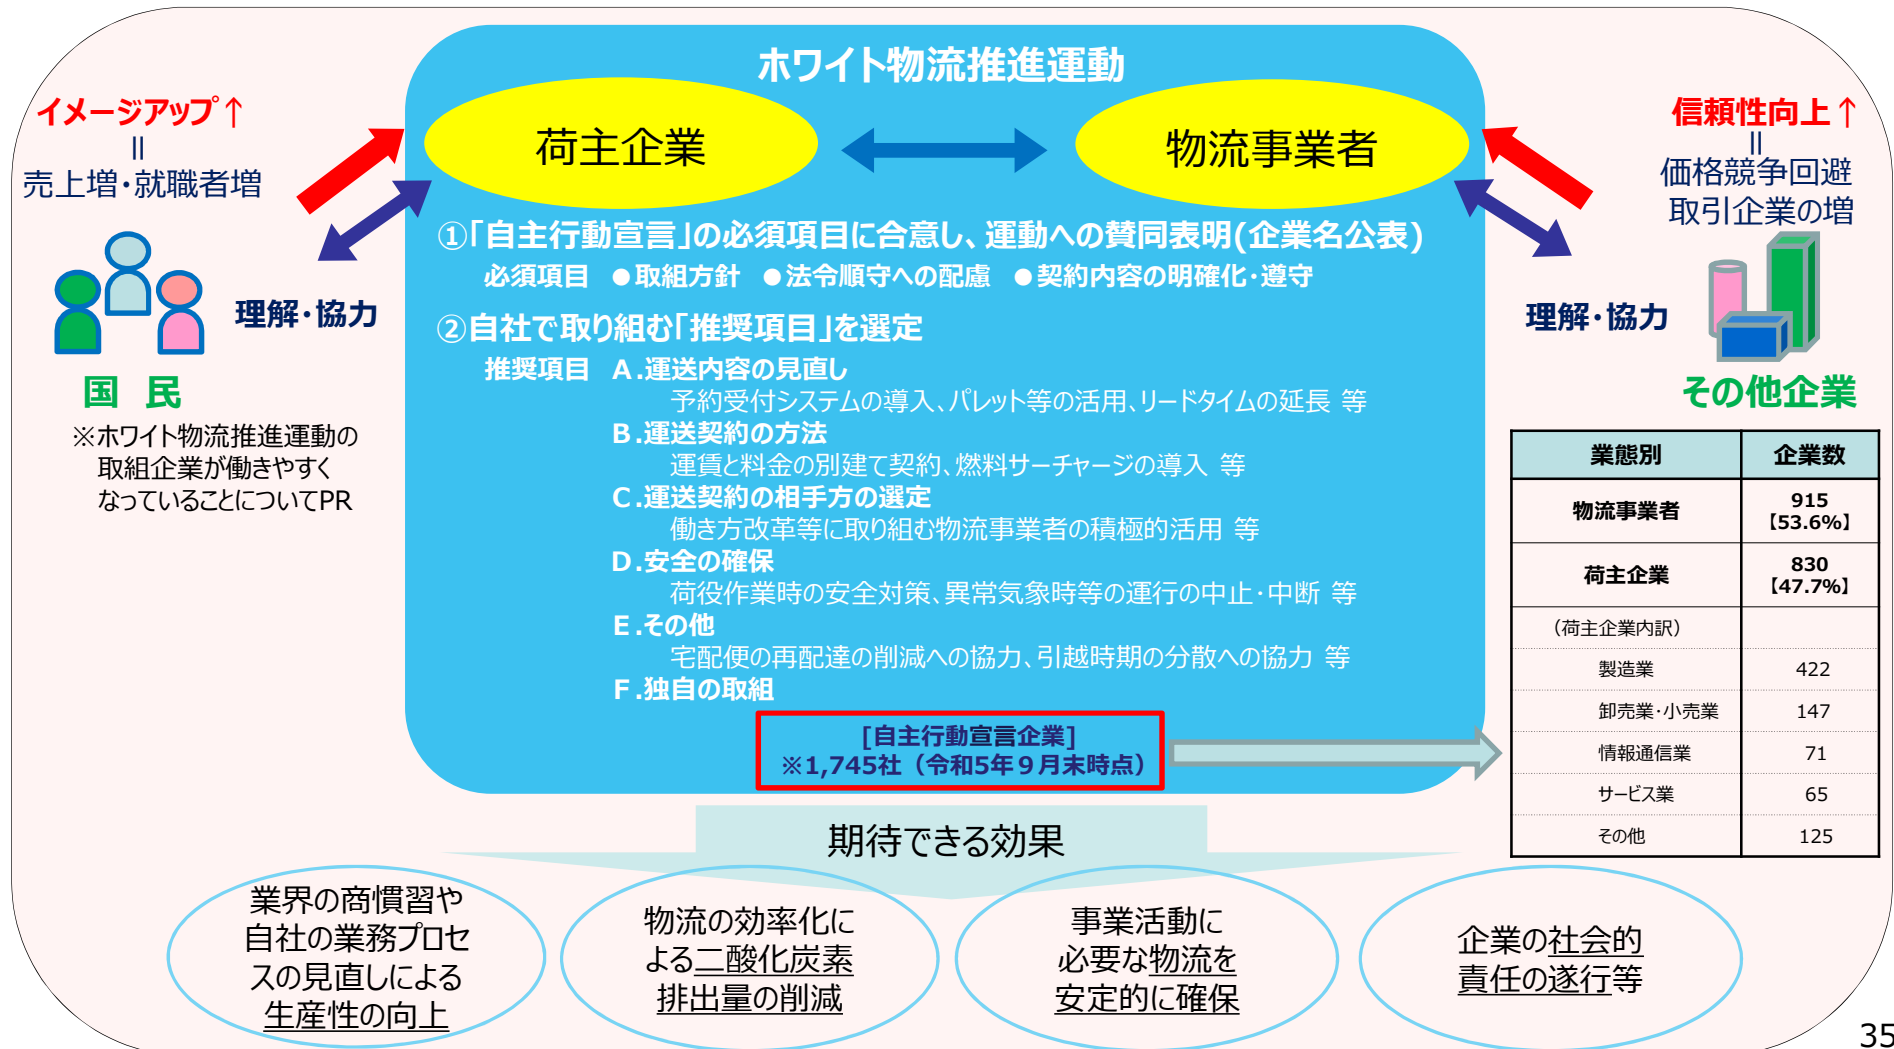 ホワイト物流推進運動
荷主企業
物流事業者
イメージアップ↑
＝
売上増・就職者増
理解・協力
国　民
※ホワイト物流推進運動の
取組企業が働きやすく
なっていることについてPR
①「自主行動宣言」の必須項目に合意し、運動への賛同表明(企業名公表)
必須項目　●取組方針　●法令順守への配慮　●契約内容の明確化・遵守
②自社で取り組む「推奨項目」を選定
推奨項目　Ａ.運送内容の見直し
予約受付システムの導入、パレット等の活用、リードタイムの延長 等
Ｂ.運送契約の方法
運賃と料金の別建て契約、燃料サーチャージの導入 等
Ｃ.運送契約の相手方の選定
働き方改革等に取り組む物流事業者の積極的活用 等
Ｄ.安全の確保
荷役作業時の安全対策、異常気象時等の運行の中止・中断 等
Ｅ.その他
宅配便の再配達の削減への協力、引越時期の分散への協力 等
Ｆ.独自の取組
[自主行動宣言企業]
※1,745社（令和5年９月末時点）
信頼性向上↑
＝
価格競争回避
取引企業の増
理解・協力
その他企業
業態別　企業数
物流事業者　915
【53.6%】
荷主企業　830
【47.7%】
（荷主企業内訳）
製造業　422
卸売業・小売業　147
情報通信業　71
サービス業　65
その他　125
期待できる効果
業界の商慣習や
自社の業務プロセ
スの見直しによる
生産性の向上
物流の効率化に
よる二酸化炭素
排出量の削減
事業活動に
必要な物流を
安定的に確保
企業の社会的
責任の遂行等
35